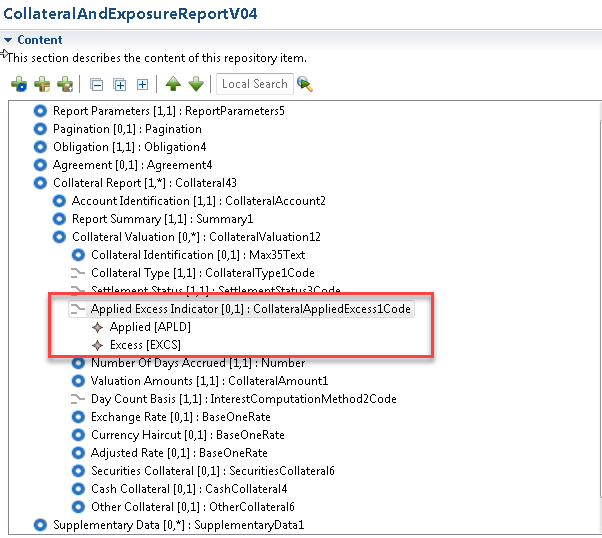 CollateralAndExposureReportV04
Content
This section describes the content of this repository item.
Local Search
Report Parameters [1,1] : ReportParameters5
Pagination [0,1] : Pagination
Obligation [1,1] : Obligation4
Agreement [0,1] : Agreement4
Collateral Report [1,*] : Collateral43
Account Identification [1,1] : CollateralAccount2
Report Summary [1,1] : Summary1
Collateral Valuation [0,*] : CollateralValuation12
Collateral Identification [0,1] : Max35Text
Collateral Type [1,1] : CollateralType1Code
Settlement Status [1,1] : SettlementStatus3Code
Applied Excess Indicator [0,1] : CollateralAppliedExcess1Code
Applied [APLD]
Excess [EXCS]
Number Of Days Accrued [1,1] : Number
Valuation Amounts [1,1] : CollateralAmount1
Day Count Basis [1,1] : InterestComputationMethod2Code
Exchange Rate [0,1] : BaseOneRate
Currency Haircut [0,1] : BaseOneRate
Adjusted Rate [0,1] : BaseOneRate
Securities Collateral [0,1] : SecuritiesCollateral6
Cash Collateral [0,1] : CashCollateral4
Other Collateral [0,1] : OtherCollateral6
Supplementary Data [0,*] : SupplementaryData1